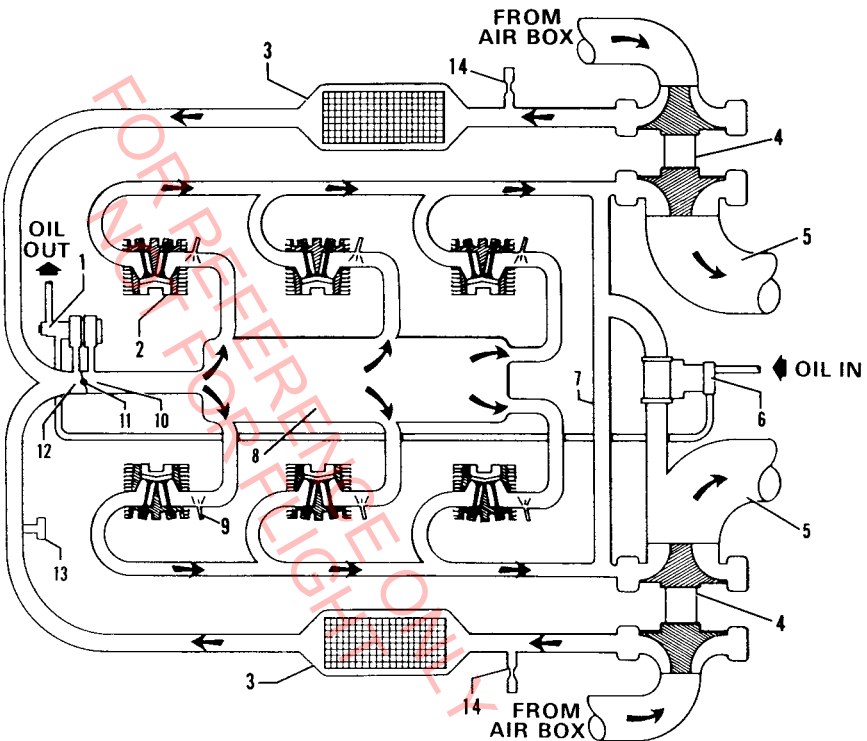 FROM
AIR BOX
3
14
4
5
OIL
OUT
1
2
OIL IN
6
7
12
11
10
8
9
5
13
4
3
14
FROM
AIR BOX
FOR REFERENCE ONLY
NOT FOR FLIGHT